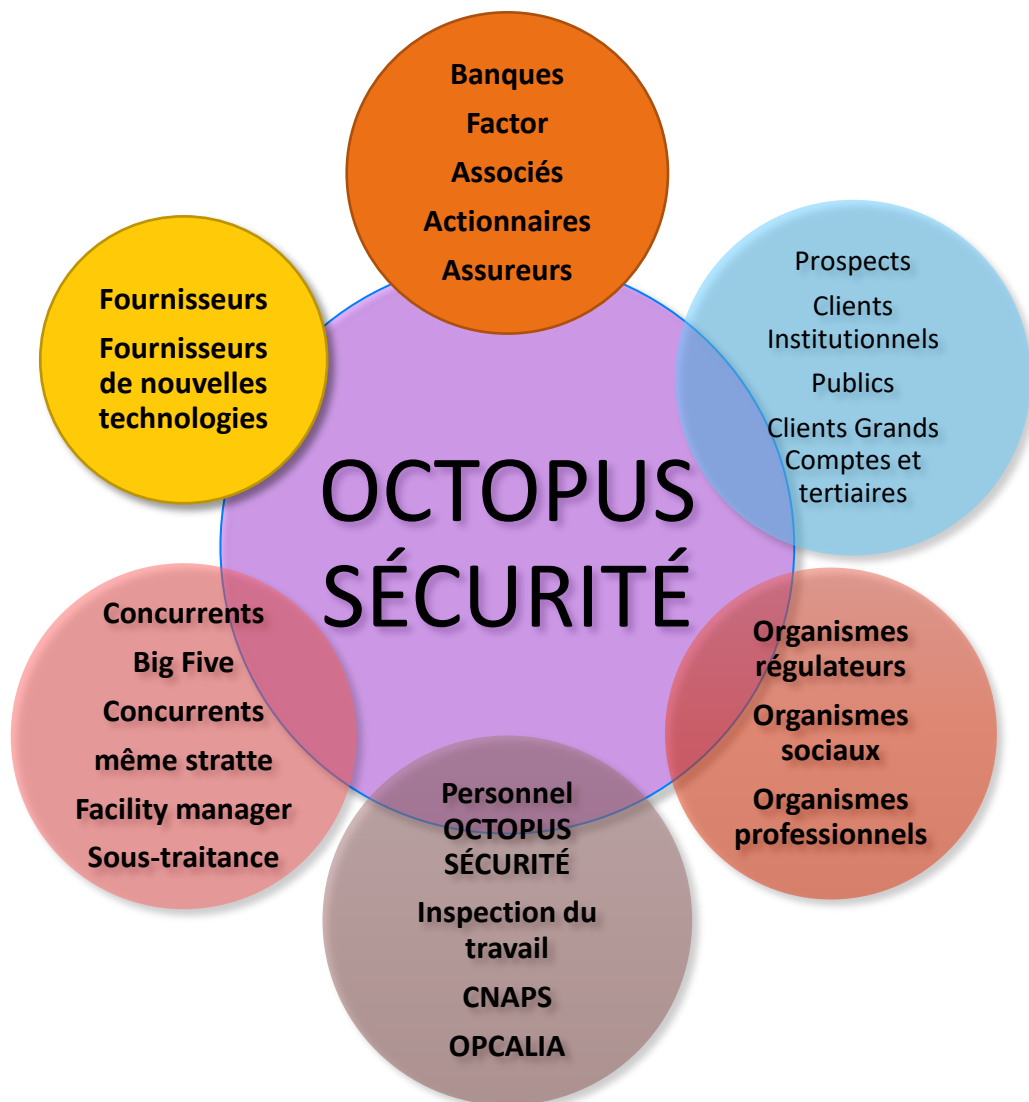 Banques
Factor
Associés
Actionnaires
Assureurs
Prospects
Clients
Institutionnels
Publics
Clients Grands
Comptes et
tertiaires
Fournisseurs
Fournisseurs
de nouvelles
technologies
OCTOPUS
SÉCURITÉ
Organismes
régulateurs
Organismes
sociaux
Organismes
professionnels
Concurrents
Big Five
Concurrents
même stratte
Facility manager
Sous-traitance
Personnel
OCTOPUS
SÉCURITÉ
Inspection du
travail
CNAPS
OPCALIA